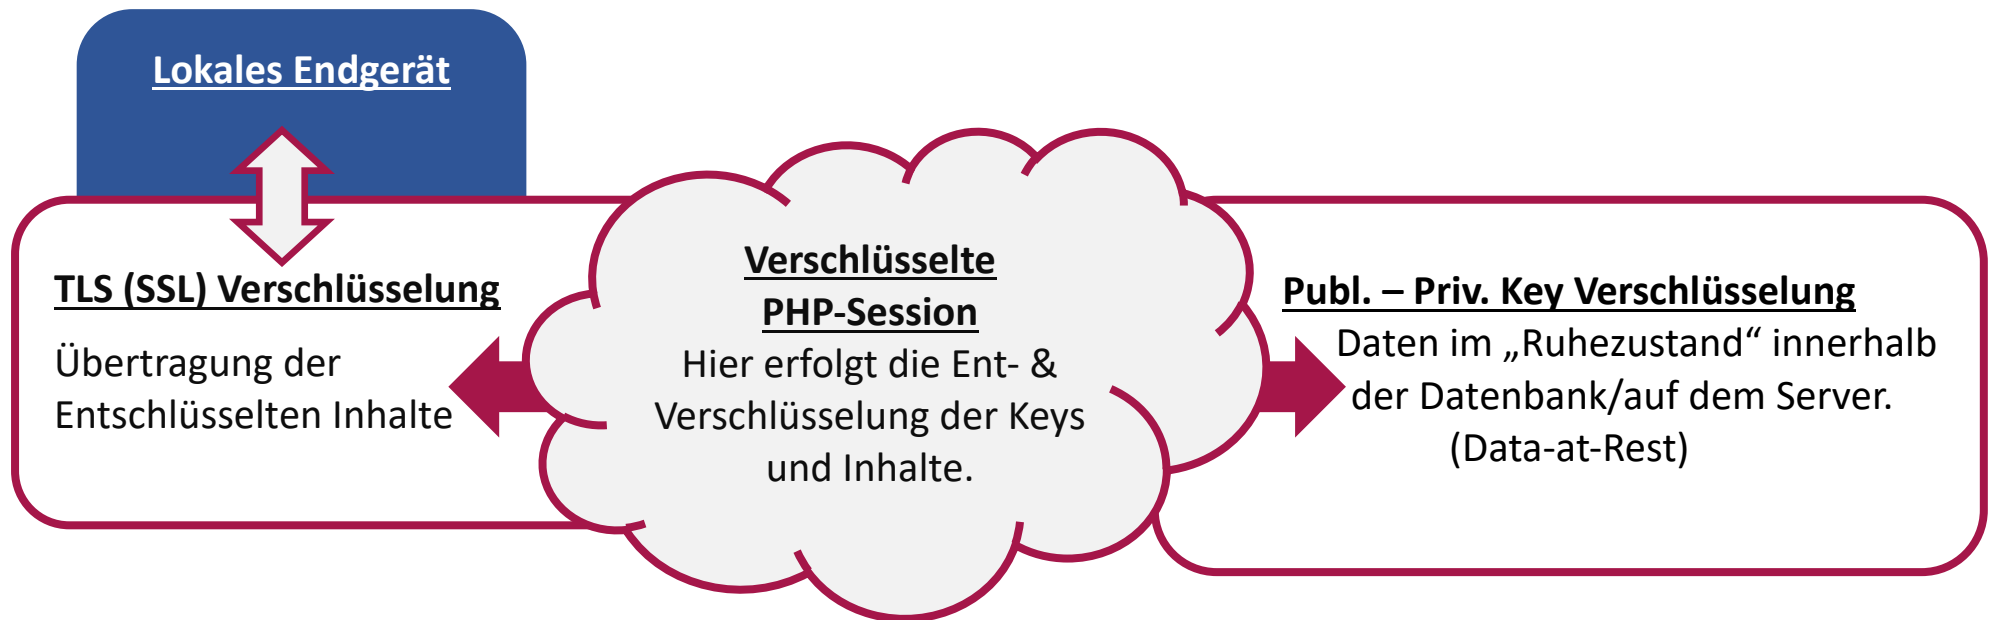 Lokales Endgerät
TLS (SSL) Verschlüsselung
Übertragung der
Entschlüsselten Inhalte
Verschlüsselte
PHP-Session
Hier erfolgt die Ent- &
Verschlüsselung der Keys
und Inhalte.
Publ. – Priv. Key Verschlüsselung
Daten im „Ruhezustand“ innerhalb
der Datenbank/auf dem Server.
(Data-at-Rest)